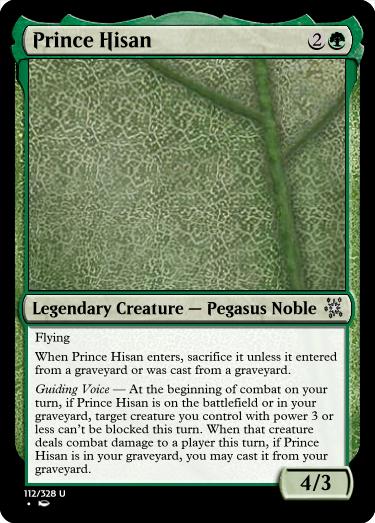 Prince Hisan 2
Legendary Creature — Pegasus Noble
Flying
When Prince Hisan enters, sacrifice it unless it entered
from a graveyard or was cast from a graveyard.
Guiding Voice — At the beginning of combat on your
turn, if Prince Hisan is on the battlefield or in your
graveyard, target creature you control with power 3 or
less can't be blocked this turn. When that creature
deals combat damage to a player this turn, if Prince
Hisan is in your graveyard, you may cast it from your
graveyard.
4/3
112/328 U